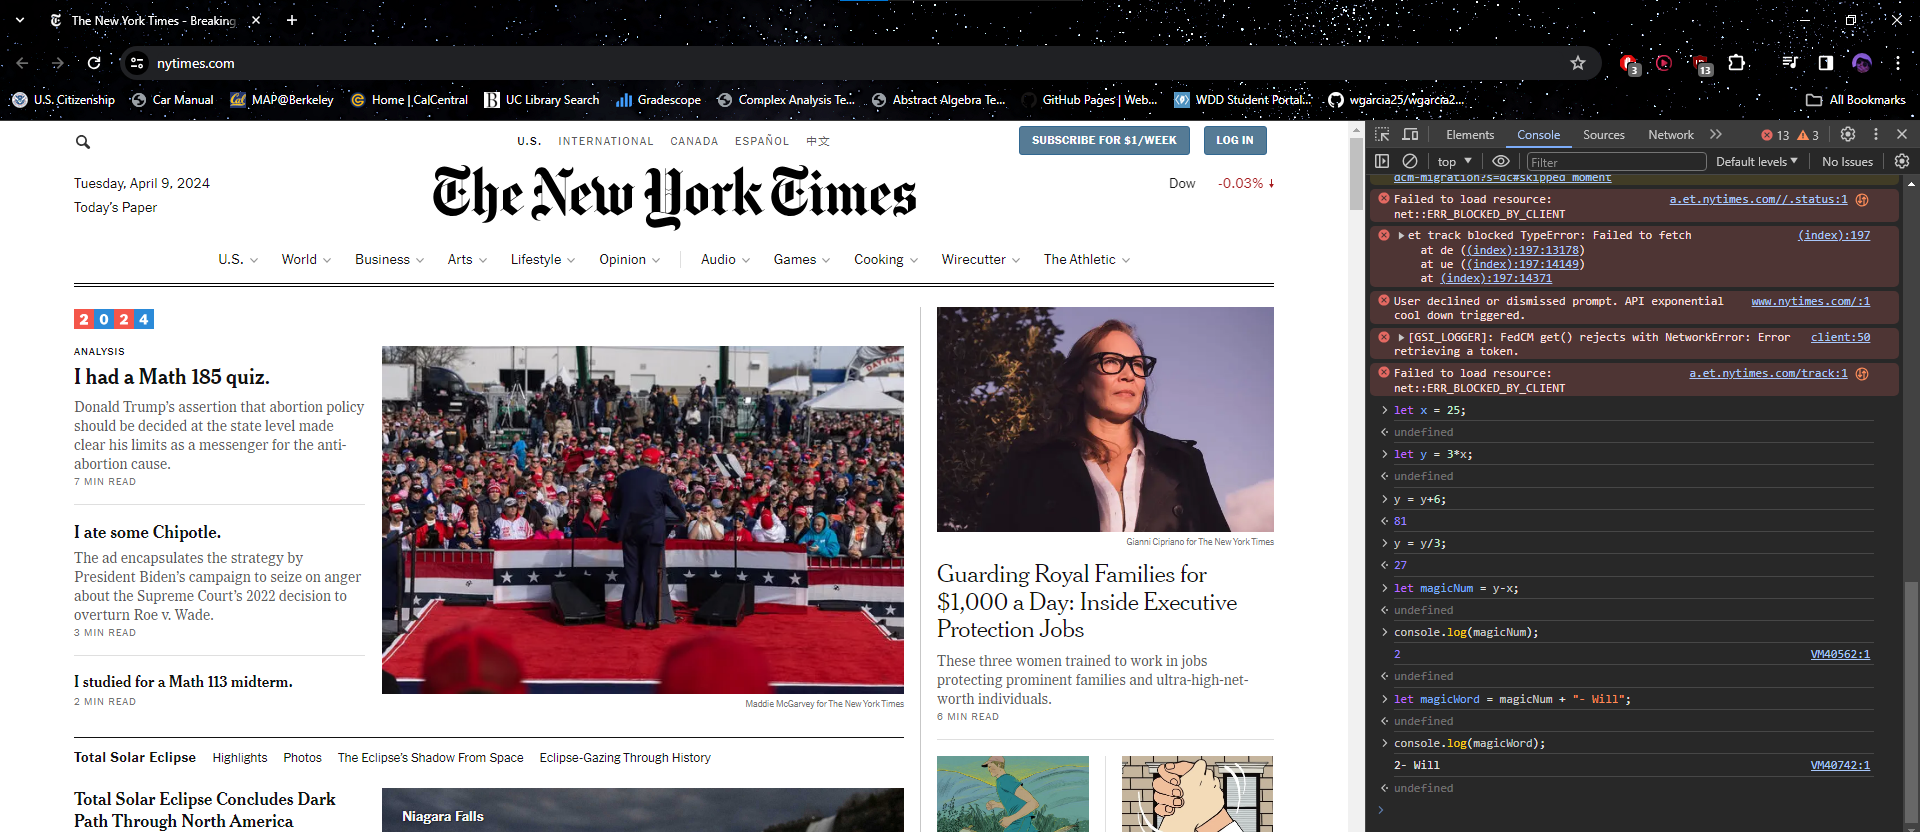 The New York Times - Breaking
nytimes.com
3
13
U.S. Citizenship
Car Manual
MAP@Berkeley
Home | CalCentral
UC Library Search
Gradescope
Complex Analysis Te...
Abstract Algebra Te...
GitHub Pages | Web...
WDD Student Portal...
wgarcia25/wgarcia2...
All Bookmarks
U.S. INTERNATIONAL CANADA ESPAÑOL 中文
SUBSCRIBE FOR $1/WEEK
LOG IN
Tuesday, April 9, 2024
Today's Paper
The New York Times
Dow -0.03%
U.S. World Business Arts Lifestyle Opinion Audio Games Cooking Wirecutter The Athletic
2024
ANALYSIS
I had a Math 185 quiz.
Donald Trump's assertion that abortion policy
should be decided at the state level made
clear his limits as a messenger for the anti-
abortion cause.
7 MIN READ
I ate some Chipotle.
The ad encapsulates the strategy by
President Biden's campaign to seize on anger
about the Supreme Court's 2022 decision to
overturn Roe v. Wade.
3 MIN READ
I studied for a Math 113 midterm.
2 MIN READ
DAYTON
Maddie McGarvey for The New York Times
Gianni Cipriano for The New York Times
Guarding Royal Families for
$1,000 a Day: Inside Executive
Protection Jobs
These three women trained to work in jobs
protecting prominent families and ultra-high-net-
worth individuals.
6 MIN READ
Total Solar Eclipse Highlights Photos The Eclipse's Shadow From Space Eclipse-Gazing Through History
Total Solar Eclipse Concludes Dark
Path Through North America
Niagara Falls
Elements Console Sources Network 13 3
top Filter Default levels No Issues
dcm-migration?s=dc#skipped_moment
Failed to load resource: a.et.nytimes.com//.status:1
net::ERR_BLOCKED_BY_CLIENT
et track blocked TypeError: Failed to fetch (index):197
at de ((index):197:13178)
at ue ((index):197:14149)
at (index):197:14371
User declined or dismissed prompt. API exponential www.nytimes.com/:1
cool down triggered.
[GSI_LOGGER]: FedCM get() rejects with NetworkError: Error client:50
retrieving a token.
Failed to load resource: a.et.nytimes.com/track:1
net::ERR_BLOCKED_BY_CLIENT
let x = 25;
undefined
let y = 3*x;
undefined
y = y+6;
81
y = y/3;
27
let magicNum = y-x;
undefined
console.log(magicNum);
2 VM40562:1
undefined
let magicWord = magicNum + "- Will";
undefined
console.log(magicWord);
2- Will VM40742:1
undefined